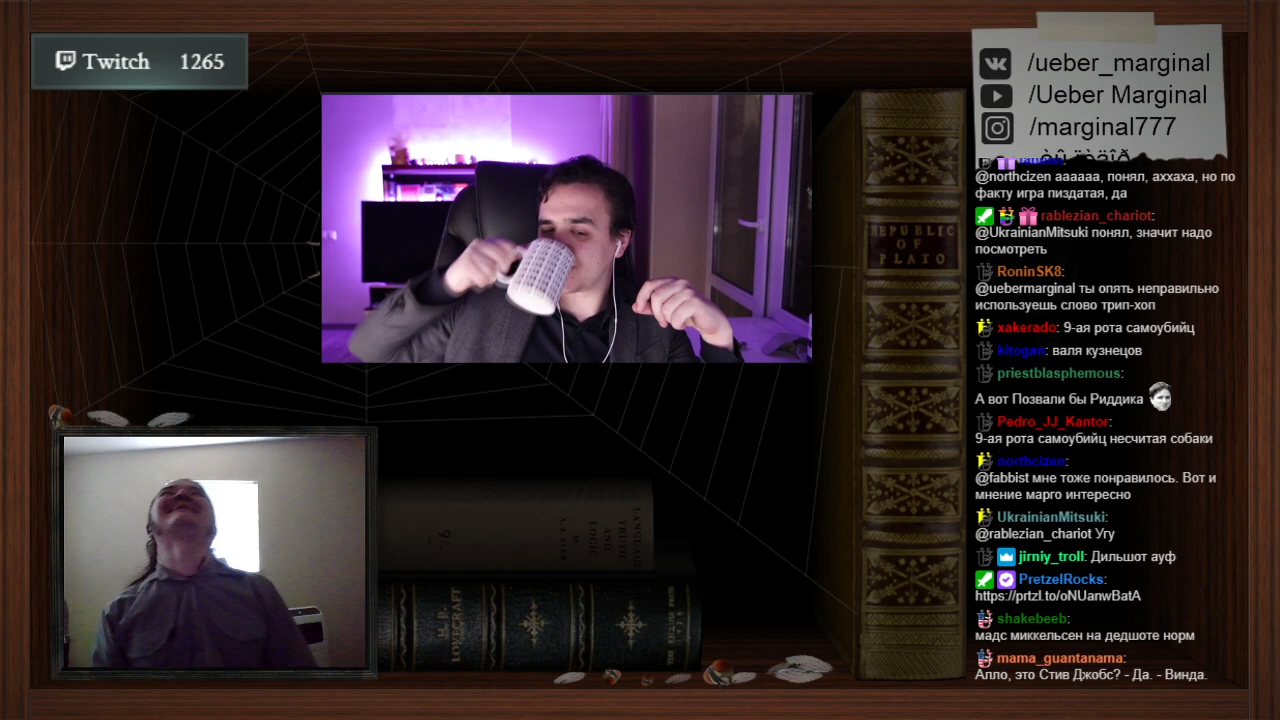 Twitch 1265
/ueber_marginal
/Ueber Marginal
/marginal777
@northcizen аааааа, понял, аххаха, но по
факту игра пиздатая, да
rablezian_chariot:
@UkrainianMitsuki понял, значит надо
посмотреть
RoninSK8:
@uebermarginal ты опять неправильно
используешь слово трип-хоп
xakerado: 9-ая рота самоубийц
kitogan: валя кузнецов
priestblasphemous:
А вот Позвали бы Риддика
Pedro_JJ_Kantor:
9-ая рота самоубийц несчитая собаки
northcizen:
@fabbist мне тоже понравилось. Вот и
мнение марго интересно
UkrainianMitsuki:
@rablezian_chariot Угу
jirniy_troll: Дильшот ауф
PretzelRocks:
https://prtzl.to/oNUanwBatA
shakebeeb:
мадс миккельсен на дедшоте норм
mama_guantanama:
Алло, это Стив Джобс? - Да. - Винда.
REPUBLIC
OF
PLATO
LANGUAGE
TRUTH
AND
LOGIC
H.P.
LOVECRAFT